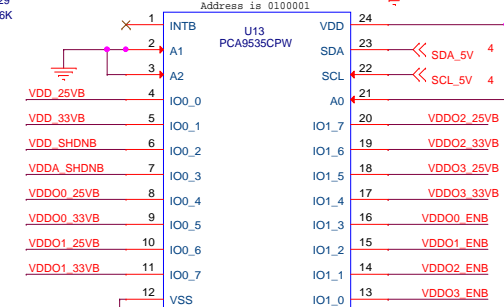 29
6K
Address is 0100001
U13
PCA9535CPW
1 INTB VDD 24
2 A1 SDA 23 SDA_5V 4
3 A2 SCL 22 SCL_5V 4
VDD_25VB 4 IO0_0 A0 21
VDD_33VB 5 IO0_1 IO1_7 20 VDDO2_25VB
VDD_SHDNB 6 IO0_2 IO1_6 19 VDDO2_33VB
VDDA_SHDNB 7 IO0_3 IO1_5 18 VDDO3_25VB
VDDO0_25VB 8 IO0_4 IO1_4 17 VDDO3_33VB
VDDO0_33VB 9 IO0_5 IO1_3 16 VDDO0_ENB
VDDO1_25VB 10 IO0_6 IO1_2 15 VDDO1_ENB
VDDO1_33VB 11 IO0_7 IO1_1 14 VDDO2_ENB
12 VSS IO1_0 13 VDDO3_ENB